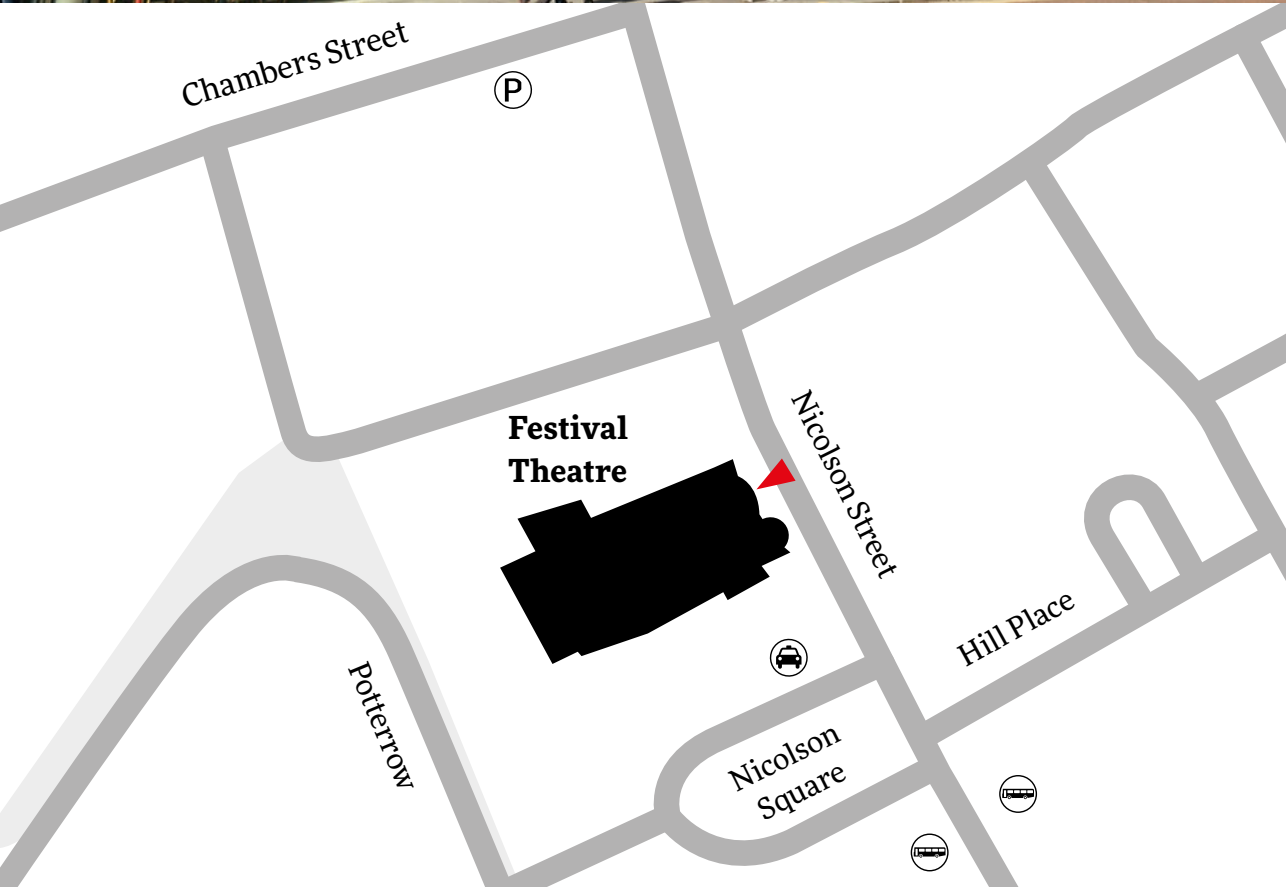 Chambers Street
P
Festival
Theatre
Nicolson Street
Hill Place
Potterrow
Nicolson
Square